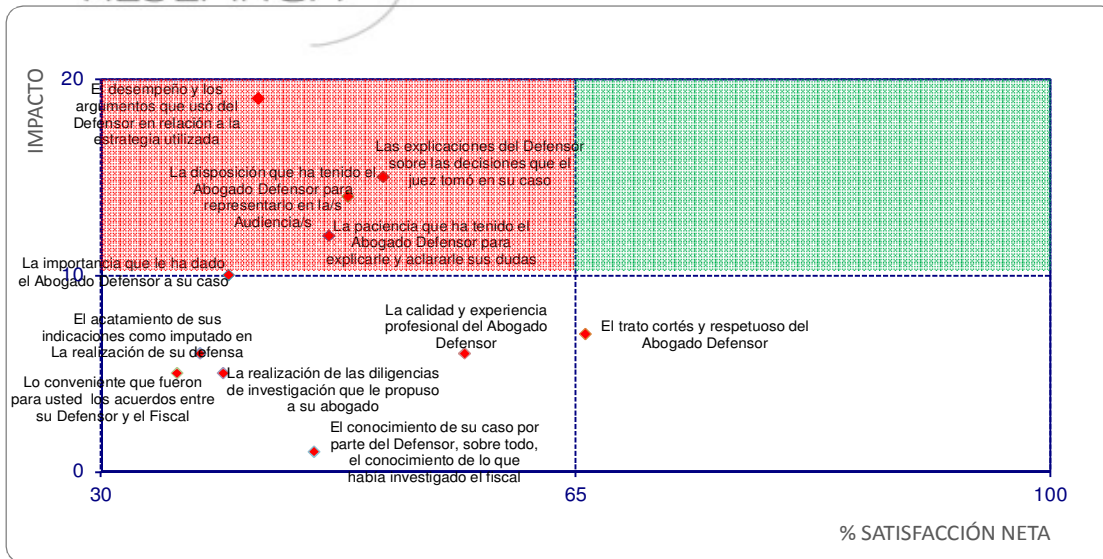 IMPACTO
20
El desempeño y los
argumentos que usó del
Defensor en relación a la
estrategia utilizada
Las explicaciones del Defensor
sobre las decisiones que el
juez tomó en su caso
La disposición que ha tenido el
Abogado Defensor para
representarlo en la/s
Audiencia/s
La paciencia que ha tenido el
Abogado Defensor para
explicarle y aclararle sus dudas
10
La importancia que le ha dado
el Abogado Defensor a su caso
La calidad y experiencia
profesional del Abogado
Defensor
El trato cortés y respetuoso del
Abogado Defensor
El acatamiento de sus
indicaciones como imputado en
La realización de su defensa
Lo conveniente que fueron
para usted los acuerdos entre
su Defensor y el Fiscal
La realización de las diligencias
de investigación que le propuso
a su abogado
El conocimiento de su caso por
parte del Defensor, sobre todo,
el conocimiento de lo que
había investigado el fiscal
0
30
65
100
% SATISFACCIÓN NETA